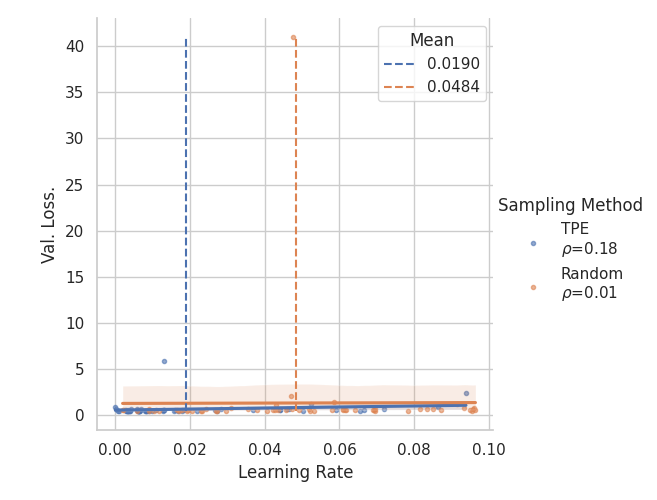 40
35
30
25
20
15
10
5
0
Val. Loss.
0.00
0.02
0.04
0.06
0.08
0.10
Learning Rate
Mean
0.0190
0.0484
Sampling Method
TPE
ρ=0.18
Random
ρ=0.01